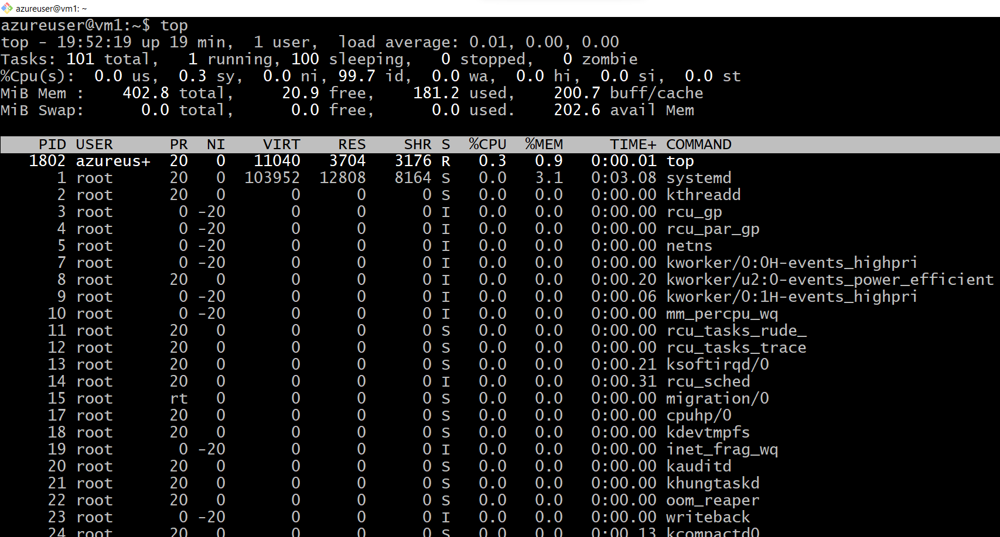 azureuser@vm1: ~
azureuser@vm1:~$ top
top - 19:52:19 up 19 min,  1 user,  load average: 0.01, 0.00, 0.00
Tasks: 101 total,   1 running, 100 sleeping,   0 stopped,   0 zombie
%Cpu(s):  0.0 us,  0.3 sy,  0.0 ni, 99.7 id,  0.0 wa,  0.0 hi,  0.0 si,  0.0 st
MiB Mem :    402.8 total,     20.9 free,    181.2 used,    200.7 buff/cache
MiB Swap:      0.0 total,      0.0 free,      0.0 used.    202.6 avail Mem
PID USER      PR  NI    VIRT    RES    SHR S  %CPU  %MEM     TIME+ COMMAND
1802 azureus+  20   0   11040   3704   3176 R   0.3   0.9   0:00.01 top
1 root      20   0  103952  12808   8164 S   0.0   3.1   0:03.08 systemd
2 root      20   0       0      0      0 S   0.0   0.0   0:00.00 kthreadd
3 root       0 -20       0      0      0 I   0.0   0.0   0:00.00 rcu_gp
4 root       0 -20       0      0      0 I   0.0   0.0   0:00.00 rcu_par_gp
5 root       0 -20       0      0      0 I   0.0   0.0   0:00.00 netns
7 root       0 -20       0      0      0 I   0.0   0.0   0:00.00 kworker/0:0H-events_highpri
8 root      20   0       0      0      0 I   0.0   0.0   0:00.20 kworker/u2:0-events_power_efficient
9 root       0 -20       0      0      0 I   0.0   0.0   0:00.06 kworker/0:1H-events_highpri
10 root       0 -20       0      0      0 I   0.0   0.0   0:00.00 mm_percpu_wq
11 root      20   0       0      0      0 S   0.0   0.0   0:00.00 rcu_tasks_rude_
12 root      20   0       0      0      0 S   0.0   0.0   0:00.00 rcu_tasks_trace
13 root      20   0       0      0      0 S   0.0   0.0   0:00.21 ksoftirqd/0
14 root      20   0       0      0      0 I   0.0   0.0   0:00.31 rcu_sched
15 root      rt   0       0      0      0 S   0.0   0.0   0:00.00 migration/0
17 root      20   0       0      0      0 S   0.0   0.0   0:00.00 cpuhp/0
18 root      20   0       0      0      0 S   0.0   0.0   0:00.00 kdevtmpfs
19 root       0 -20       0      0      0 I   0.0   0.0   0:00.00 inet_frag_wq
20 root      20   0       0      0      0 S   0.0   0.0   0:00.00 kauditd
21 root      20   0       0      0      0 S   0.0   0.0   0:00.00 khungtaskd
22 root      20   0       0      0      0 S   0.0   0.0   0:00.00 oom_reaper
23 root       0 -20       0      0      0 I   0.0   0.0   0:00.00 writeback
24 root      20   0       0      0      0 S   0.0   0.0   0:00.13 kcompactd0